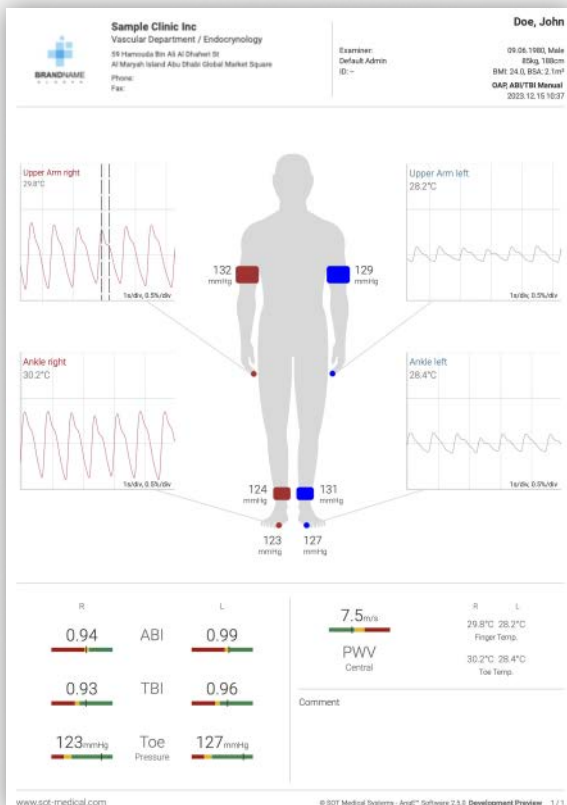 BRANDNAME
SLOGAN
Sample Clinic Inc
Vascular Department / Endocrynology
59 Hamouda Bin Ali Al Dhaheri St
Al Maryah Island Abu Dhabi Global Market Square
Phone:
Fax:
Examiner:
Default Admin
ID: –
Doe, John
09.06.1980, Male
85kg, 188cm
BMI: 24.0, BSA: 2.1m²
OAP, ABI/TBI Manual
2023.12.15 10:37
Upper Arm right
29.8°C
1s/div, 0.5%/div
Upper Arm left
28.2°C
1s/div, 0.5%/div
132
mmHg
129
mmHg
Ankle right
30.2°C
1s/div, 0.5%/div
Ankle left
28.4°C
1s/div, 0.5%/div
124
mmHg
131
mmHg
123
mmHg
127
mmHg
R L
0.94 ABI 0.99
0.93 TBI 0.96
123mmHg Toe 127mmHg
Pressure
7.5m/s
PWV
Central
R L
29.8°C 28.2°C
Finger Temp.
30.2°C 28.4°C
Toe Temp.
Comment
www.sot-medical.com
© SOT Medical Systems - AngE™ Software 2.5.0 Development Preview 1 / 1